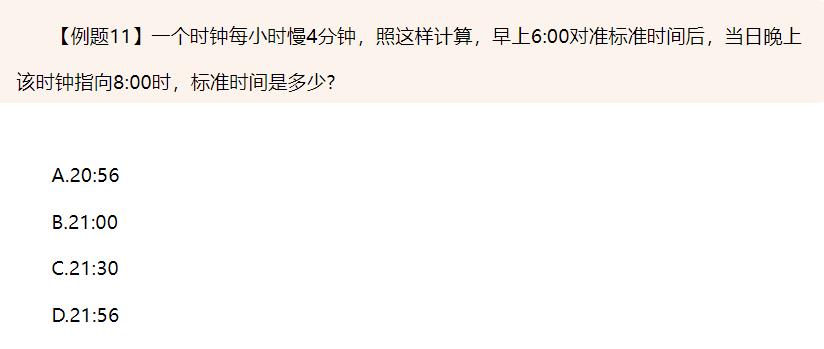 【例题11】一个时钟每小时慢4分钟，照这样计算，早上6:00对准标准时间后，当日晚上
该时钟指向8:00时，标准时间是多少?
A.20:56
B.21:00
C.21:30
D.21:56